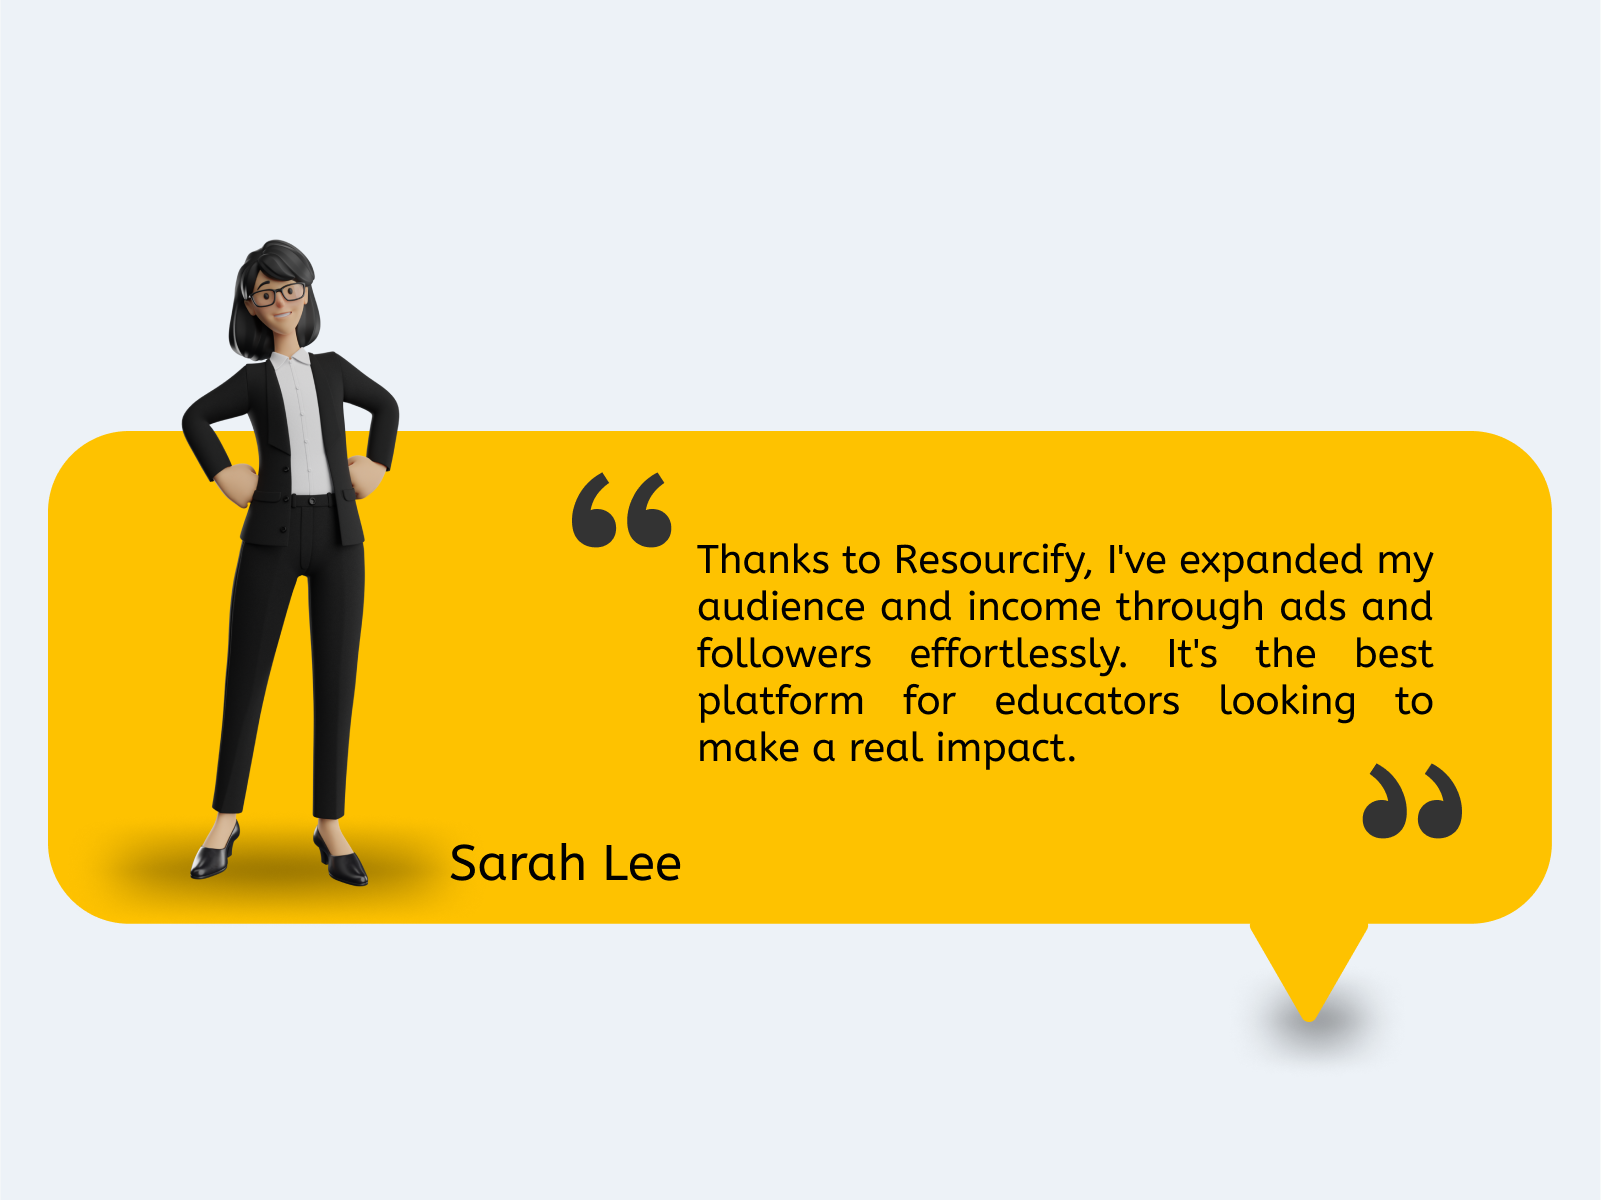 “
Thanks to Resourcify, I've expanded my
audience and income through ads and
followers effortlessly. It's the best
platform for educators looking to
make a real impact.
”
Sarah Lee